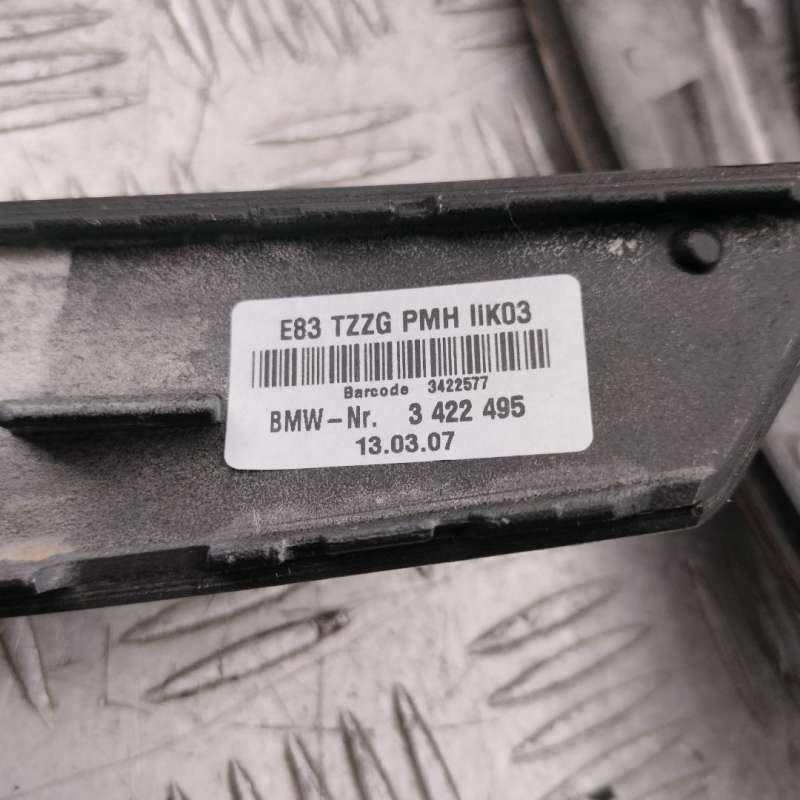 E83 TZZG PMH IIK03
Barcode 3422577
BMW-Nr. 3 422 495
13.03.07